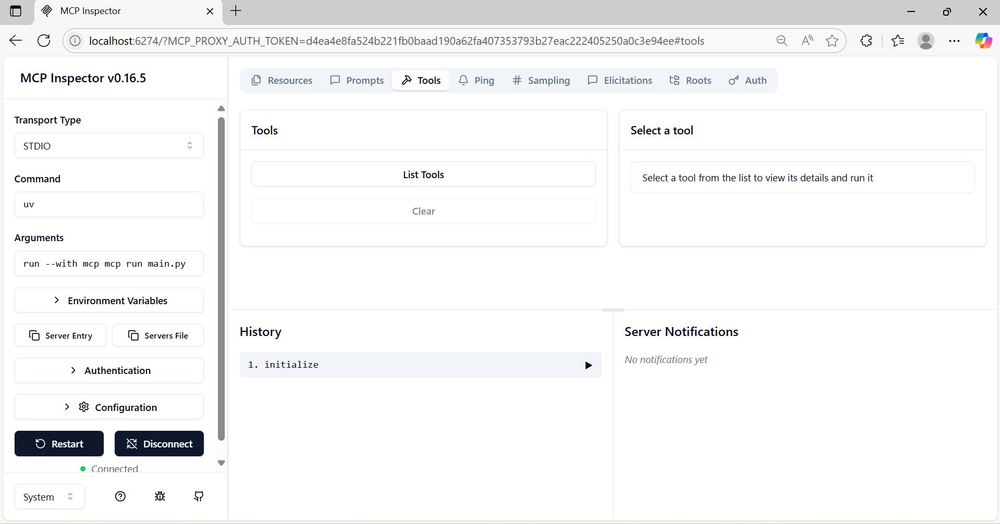 MCP Inspector
localhost:6274/?MCP_PROXY_AUTH_TOKEN=d4ea4e8fa524b221fb0baad190a62fa407353793b27eac222405250a0c3e94ee#tools
MCP Inspector v0.16.5
Resources Prompts Tools Ping Sampling Elicitations Roots Auth
Transport Type
STDIO
Command
uv
Arguments
run --with mcp mcp run main.py
Environment Variables
Server Entry Servers File
Authentication
Configuration
Restart Disconnect
Connected
System
Tools
List Tools
Clear
Select a tool
Select a tool from the list to view its details and run it
History
1. initialize
Server Notifications
No notifications yet